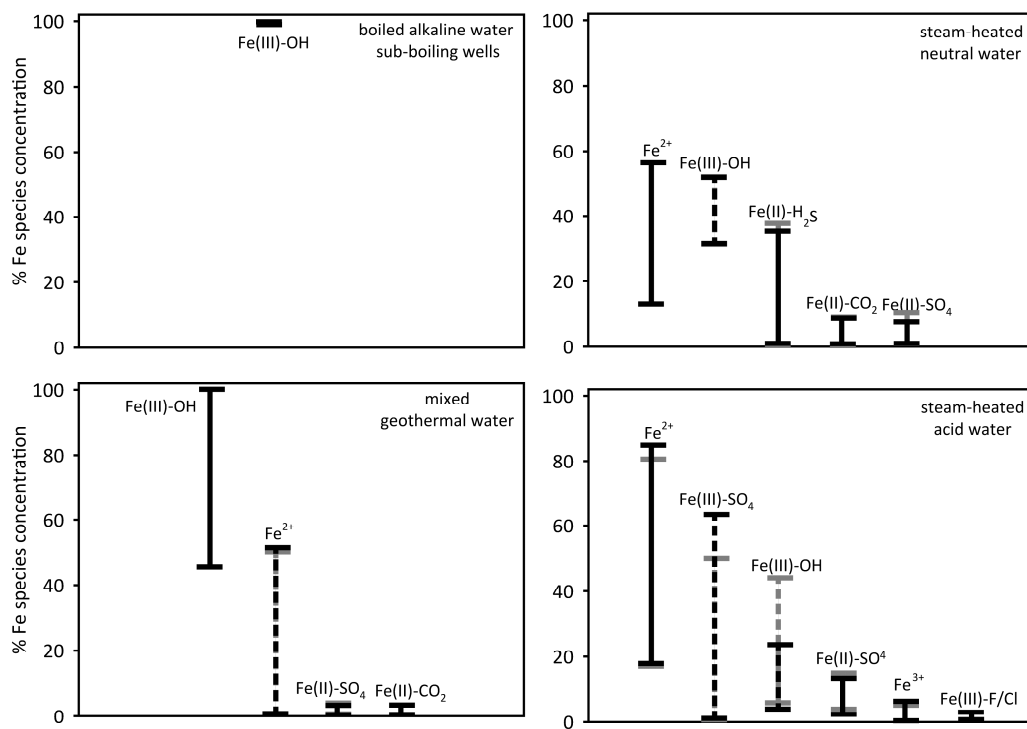 % Fe species concentration
100
80
60
40
20
0
Fe(III)-OH
boiled alkaline water
sub-boiling wells
100
80
60
40
20
0
steam-heated
neutral water
Fe2+
Fe(III)-OH
Fe(II)-H2S
Fe(II)-CO2
Fe(II)-SO4
% Fe species concentration
100
80
60
40
20
0
mixed
geothermal water
Fe(III)-OH
Fe2+
Fe(II)-SO4
Fe(II)-CO2
100
80
60
40
20
0
steam-heated
acid water
Fe2+
Fe(III)-SO4
Fe(III)-OH
Fe(II)-SO4
Fe3+
Fe(III)-F/Cl